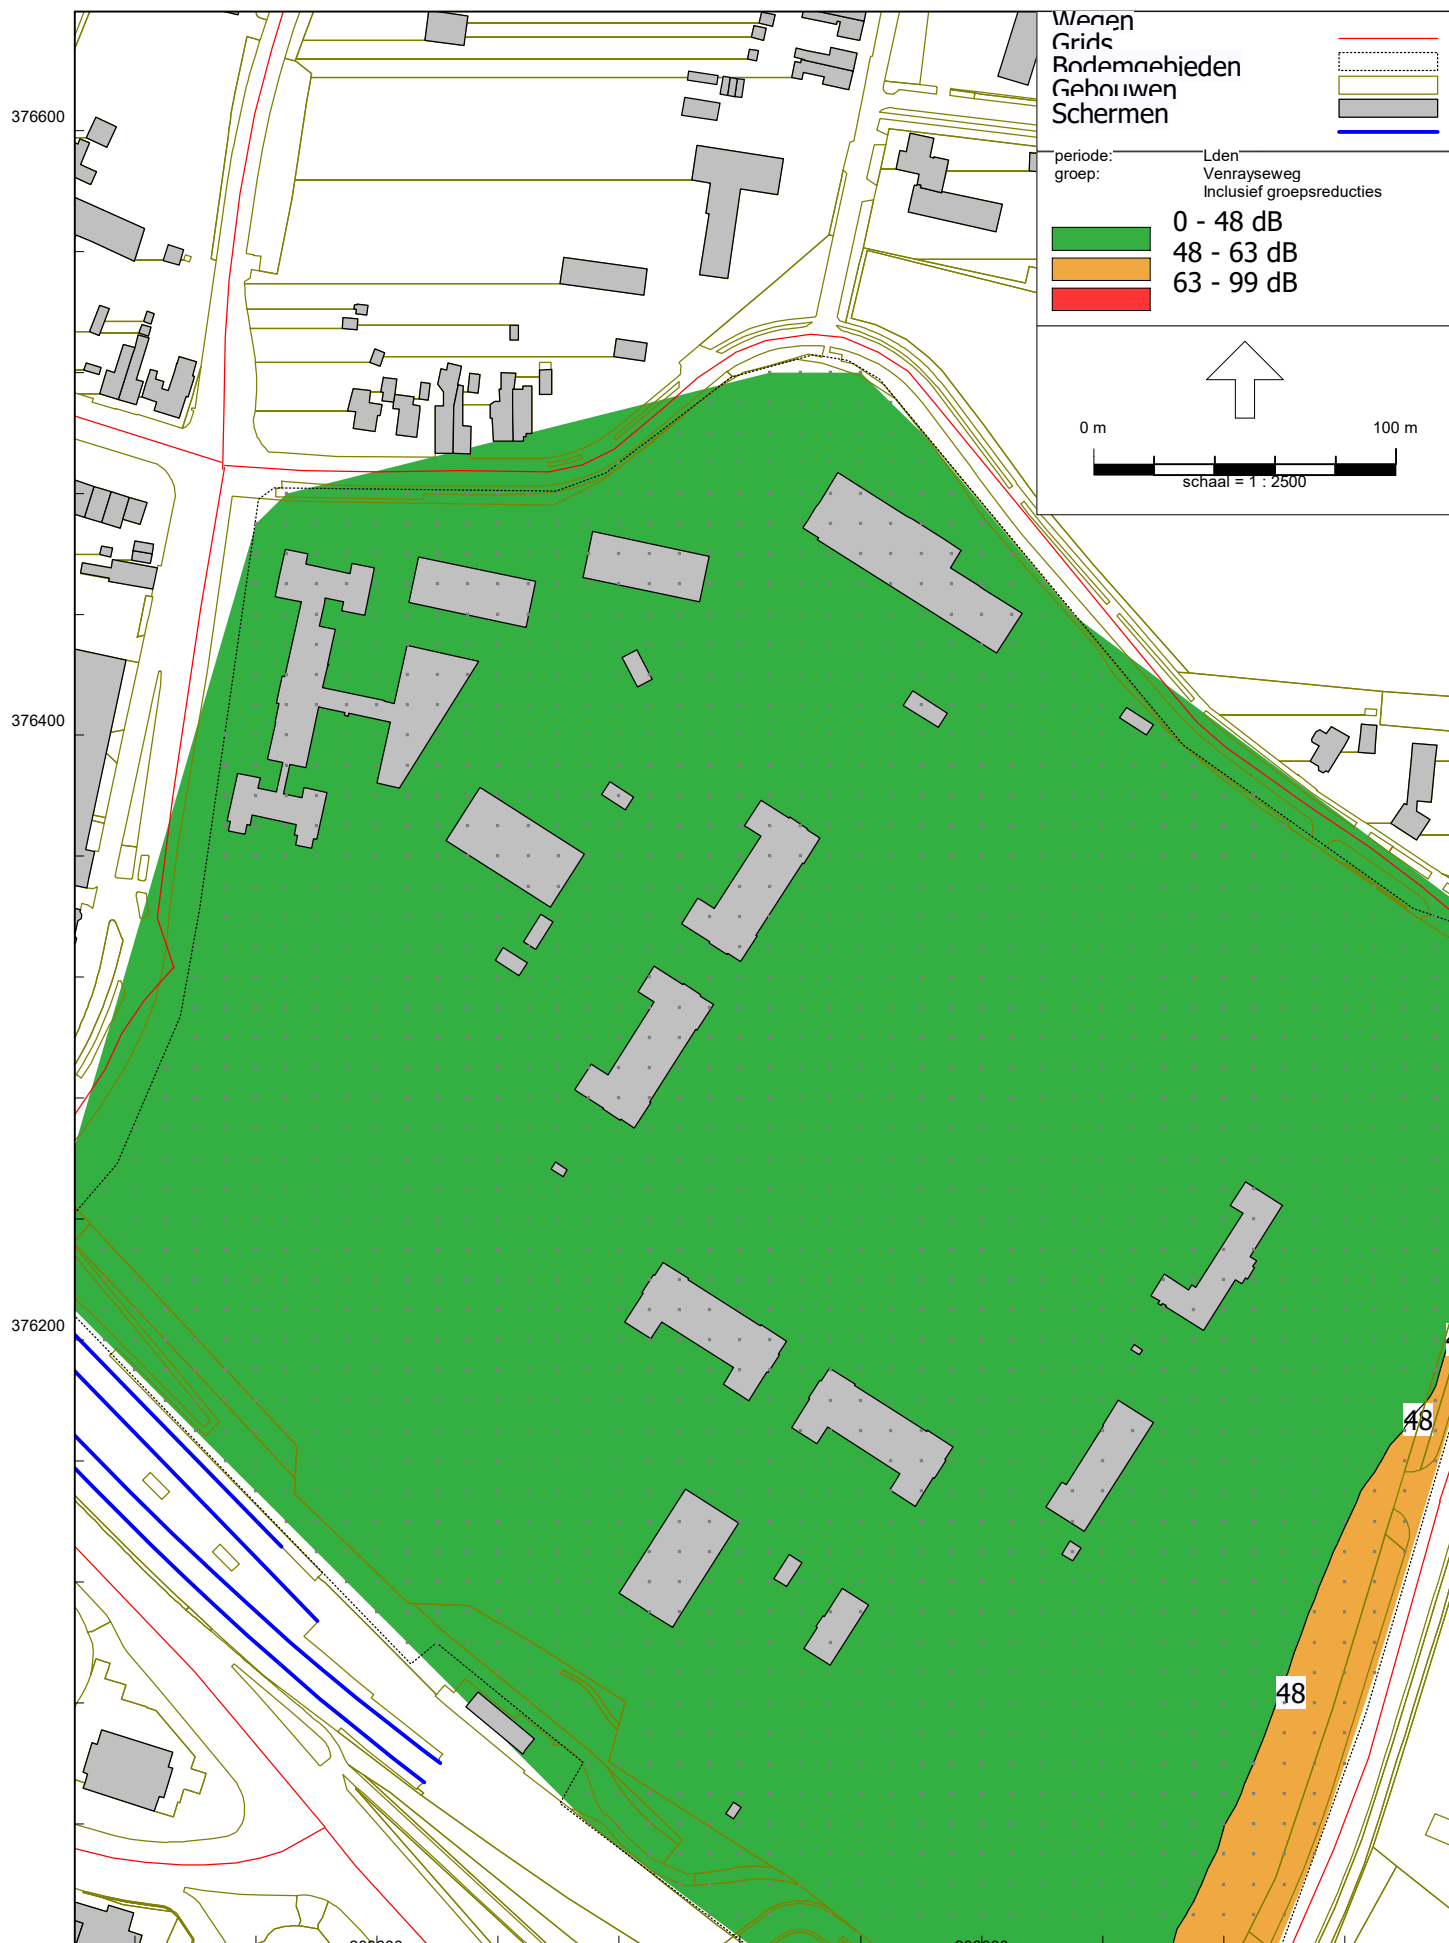 Wegen
Grids
Bodemgebieden
Gebouwen
Schermen
periode: Lden
groep: Venrayseweg
Inclusief groepsreducties
0 - 48 dB
48 - 63 dB
63 - 99 dB
0 m 100 m
schaal = 1 : 2500
376600
376400
376200
48
48